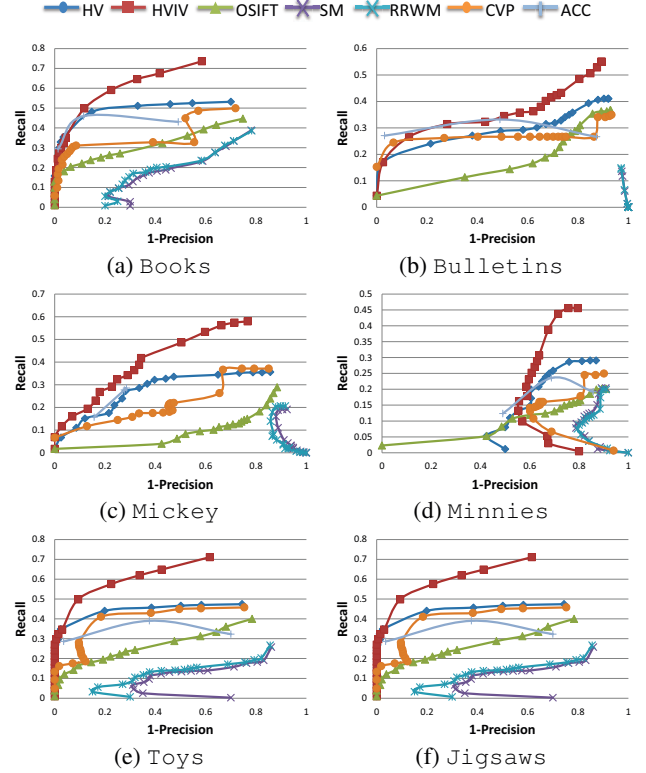 HV HVIV OSIFT SM RRWM CVP ACC
0.8
0.7
0.6
0.5
0.4
0.3
0.2
0.1
0
Recall
0 0.2 0.4 0.6 0.8 1
1-Precision
(a) Books
0.6
0.5
0.4
0.3
0.2
0.1
0
Recall
0 0.2 0.4 0.6 0.8 1
1-Precision
(b) Bulletins
0.7
0.6
0.5
0.4
0.3
0.2
0.1
0
Recall
0 0.2 0.4 0.6 0.8 1
1-Precision
(c) Mickey
0.5
0.45
0.4
0.35
0.3
0.25
0.2
0.15
0.1
0.05
0
Recall
0 0.2 0.4 0.6 0.8 1
1-Precision
(d) Minnies
0.8
0.7
0.6
0.5
0.4
0.3
0.2
0.1
0
Recall
0 0.2 0.4 0.6 0.8 1
1-Precision
(e) Toys
0.8
0.7
0.6
0.5
0.4
0.3
0.2
0.1
0
Recall
0 0.2 0.4 0.6 0.8 1
1-Precision
(f) Jigsaws